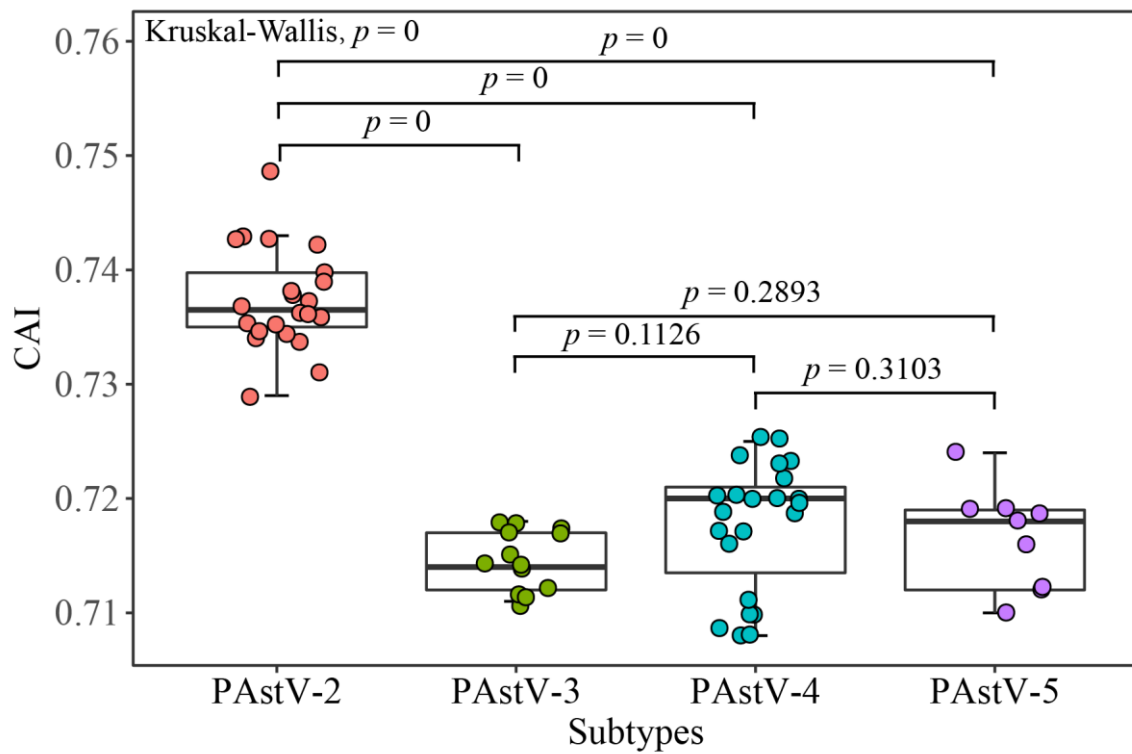 Kruskal-Wallis, p = 0
p = 0
p = 0
p = 0
p = 0.2893
p = 0.1126
p = 0.3103
0.76
0.75
0.74
0.73
0.72
0.71
CAI
PAstV-2 PAstV-3 PAstV-4 PAstV-5
Subtypes